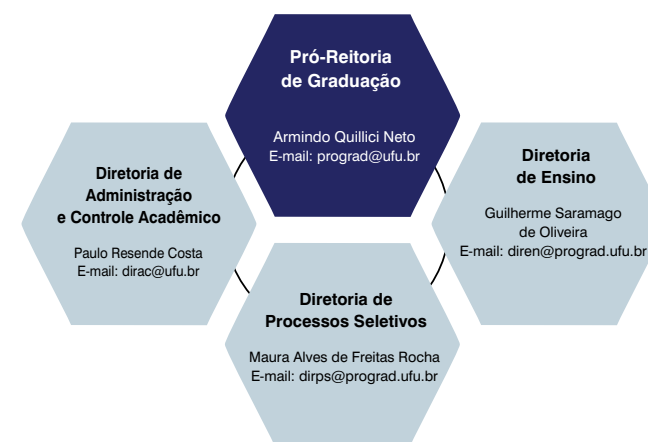 Pró-Reitoria
de Graduação
Armindo Quillici Neto
E-mail: prograd@ufu.br
Diretoria de
Administração
e Controle Acadêmico
Paulo Resende Costa
E-mail: dirac@ufu.br
Diretoria
de Ensino
Guilherme Saramago
de Oliveira
E-mail: diren@prograd.ufu.br
Diretoria de
Processos Seletivos
Maura Alves de Freitas Rocha
E-mail: dirps@prograd.ufu.br